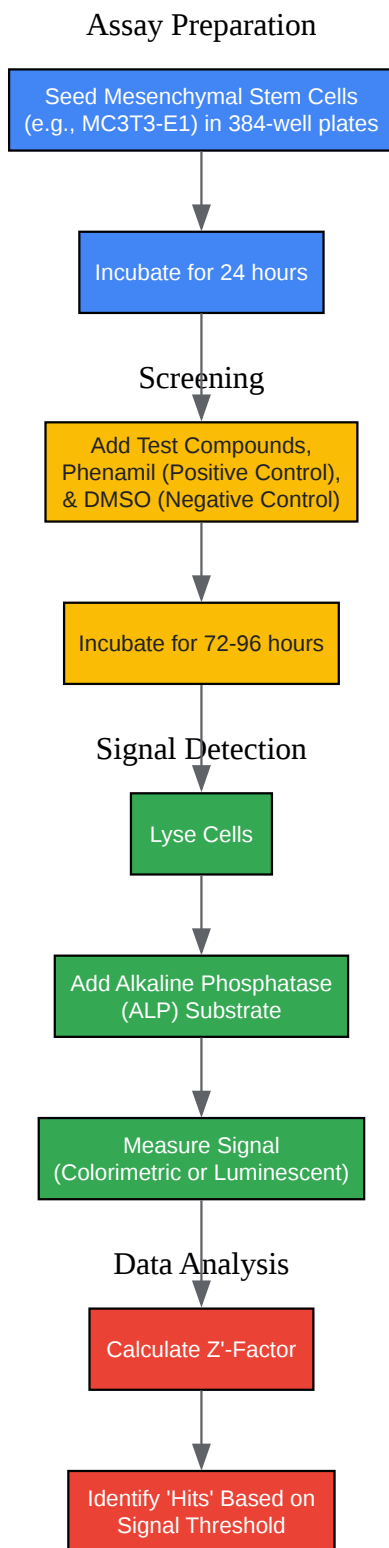 Assay Preparation
Seed Mesenchymal Stem Cells
(e.g., MC3T3-E1) in 384-well plates
Incubate for 24 hours
Screening
Add Test Compounds,
Phenamil (Positive Control),
& DMSO (Negative Control)
Incubate for 72-96 hours
Signal Detection
Lyse Cells
Add Alkaline Phosphatase
(ALP) Substrate
Measure Signal
(Colorimetric or Luminescent)
Data Analysis
Calculate Z'-Factor
Identify 'Hits' Based on
Signal Threshold